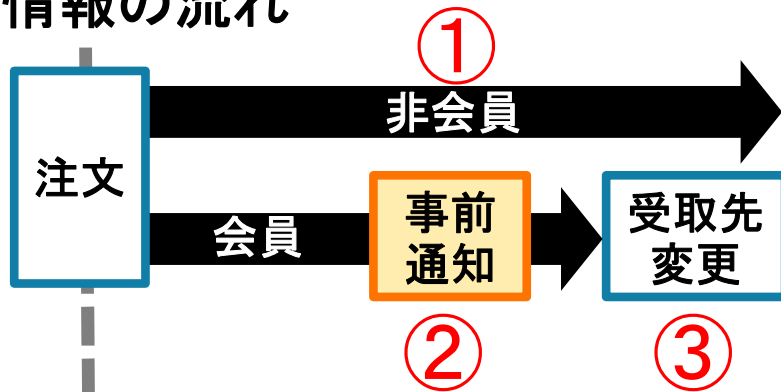 情報の流れ
①
非会員
注文
会員
事前
通知
受取先
変更
②
③